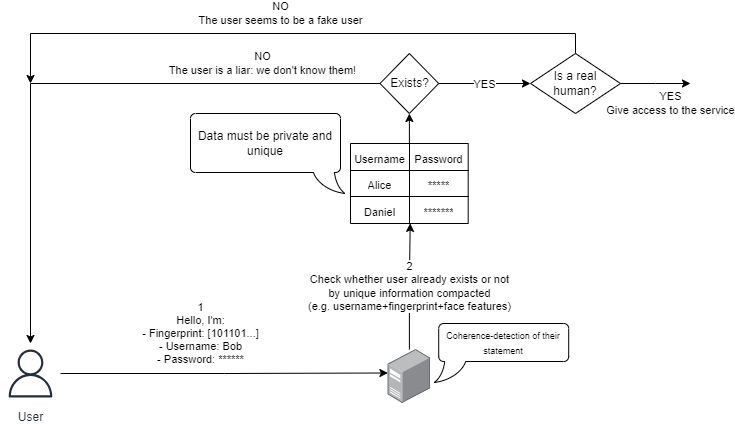 NO
The user seems to be a fake user
NO
The user is a liar: we don't know them!
Exists?
YES
Is a real
human?
YES
Give access to the service
Data must be private and
unique
Username Password
Alice *****
Daniel *******
2
Check whether user already exists or not
by unique information compacted
(e.g. username+fingerprint+face features)
1
Hello, I'm:
- Fingerprint: [101101...]
- Username: Bob
- Password: ******
Coherence-detection of their
statement
User